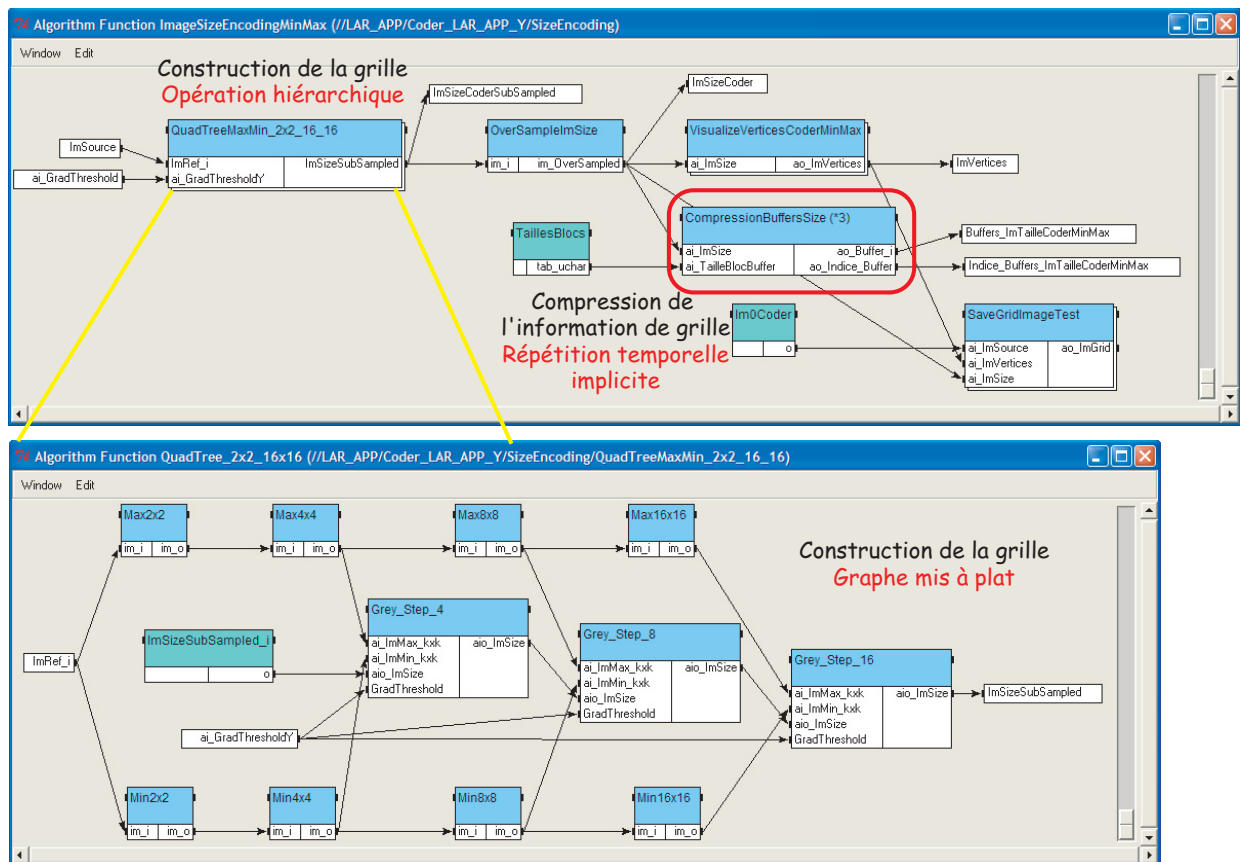 Algorithm Function ImageSizeEncodingMinMax (//LAR_APP/Coder_LAR_APP_Y/SizeEncoding)
Window Edit
Construction de la grille
Opération hiérarchique
ImSizeCoderSubSampled
ImSizeCoder
QuadTreeMaxMin_2x2_16_16
ImRef_i ImSizeSubSampled
ai_GradThresholdY
ImSource
ai_GradThreshold
OverSampleImSize
im_i im_OverSampled
VisualizeVerticesCoderMinMax
ai_ImSize ao_ImVertices
ImVertices
TaillesBlocs
tab_uchar
CompressionBuffersSize (*3)
ai_ImSize ao_Buffer_i
ai_TailleBlocBuffer ao_Indice_Buffer
Buffers_ImTailleCoderMinMax
Indice_Buffers_ImTailleCoderMinMax
Compression de
l'information de grille
Répétition temporelle
implicite
Im0Coder
o
SaveGridImageTest
ai_ImSource ao_ImGrid
ai_ImVertices
ai_ImSize
Algorithm Function QuadTree_2x2_16x16 (//LAR_APP/Coder_LAR_APP_Y/SizeEncoding/QuadTreeMaxMin_2x2_16_16)
Window Edit
Max2x2
im_i im_o
Max4x4
im_i im_o
Max8x8
im_i im_o
Max16x16
im_i im_o
Construction de la grille
Graphe mis à plat
ImRef_i
ImSizeSubSampled_i
o
ai_GradThresholdY
Grey_Step_4
ai_ImMax_kxk aio_ImSize
ai_ImMin_kxk
aio_ImSize
GradThreshold
Grey_Step_8
ai_ImMax_kxk aio_ImSize
ai_ImMin_kxk
aio_ImSize
GradThreshold
Grey_Step_16
ai_ImMax_kxk aio_ImSize
ai_ImMin_kxk
aio_ImSize
GradThreshold
ImSizeSubSampled
Min2x2
im_i im_o
Min4x4
im_i im_o
Min8x8
im_i im_o
Min16x16
im_i im_o